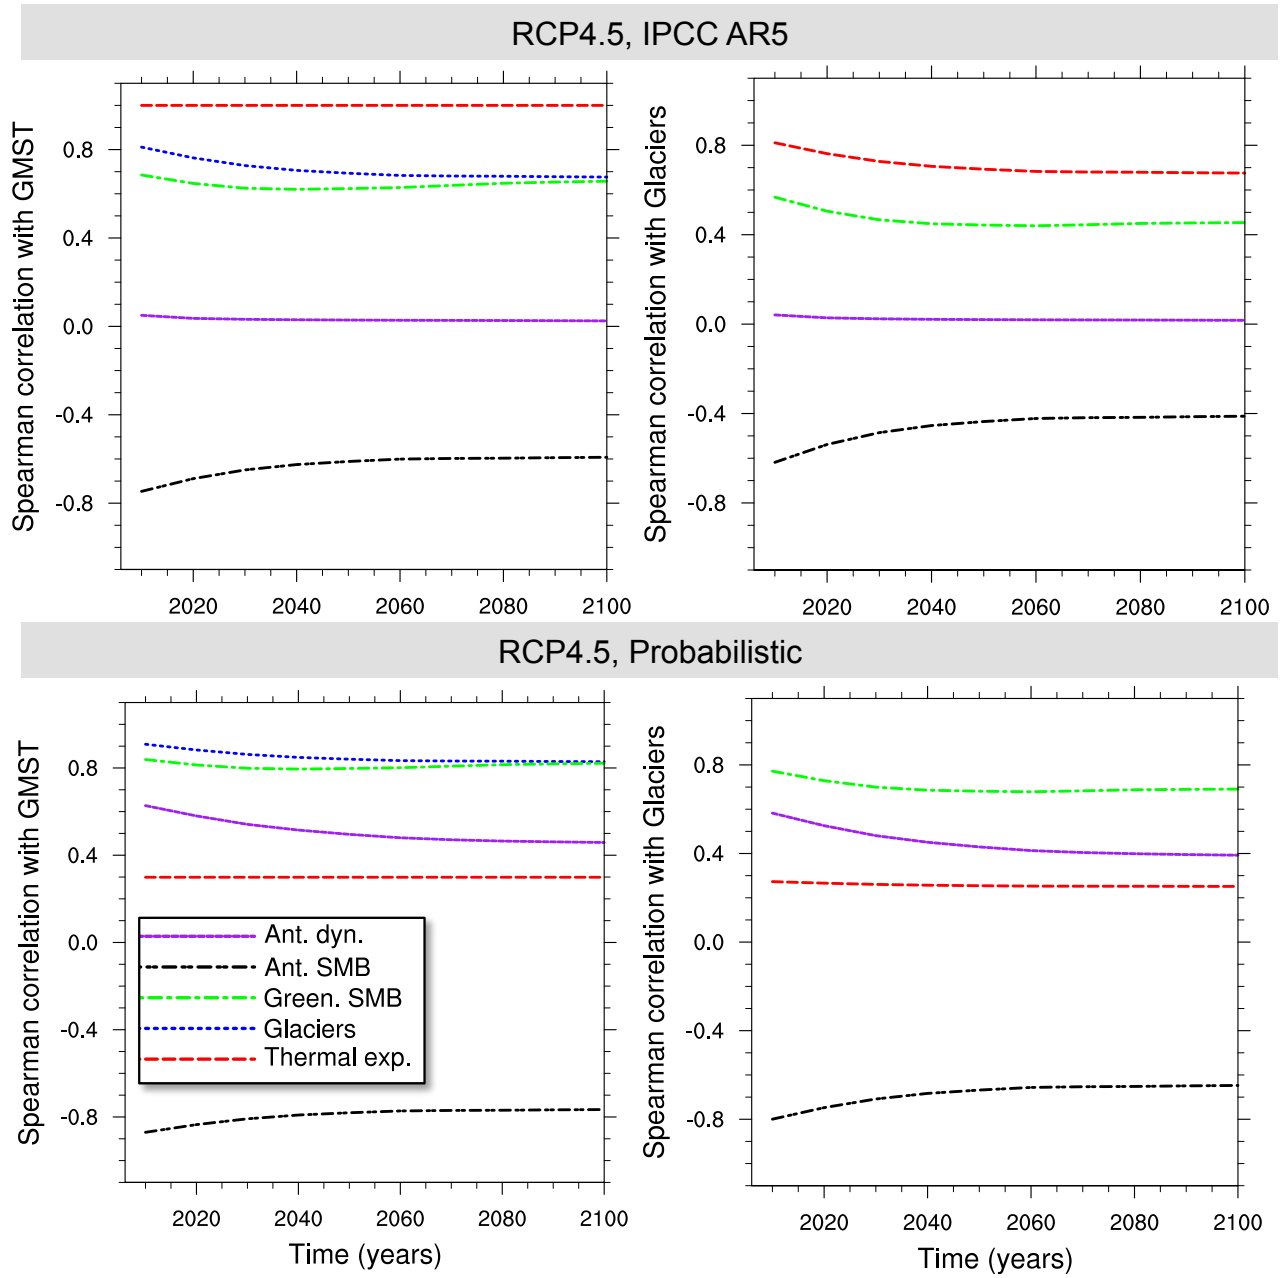 RCP4.5, IPCC AR5
Spearman correlation with GMST
0.8
0.4
0.0
-0.4
-0.8
2020 2040 2060 2080 2100
Spearman correlation with Glaciers
0.8
0.4
0.0
-0.4
-0.8
2020 2040 2060 2080 2100
RCP4.5, Probabilistic
Spearman correlation with GMST
0.8
0.4
0.0
-0.4
-0.8
Ant. dyn.
Ant. SMB
Green. SMB
Glaciers
Thermal exp.
2020 2040 2060 2080 2100
Time (years)
Spearman correlation with Glaciers
0.8
0.4
0.0
-0.4
-0.8
2020 2040 2060 2080 2100
Time (years)